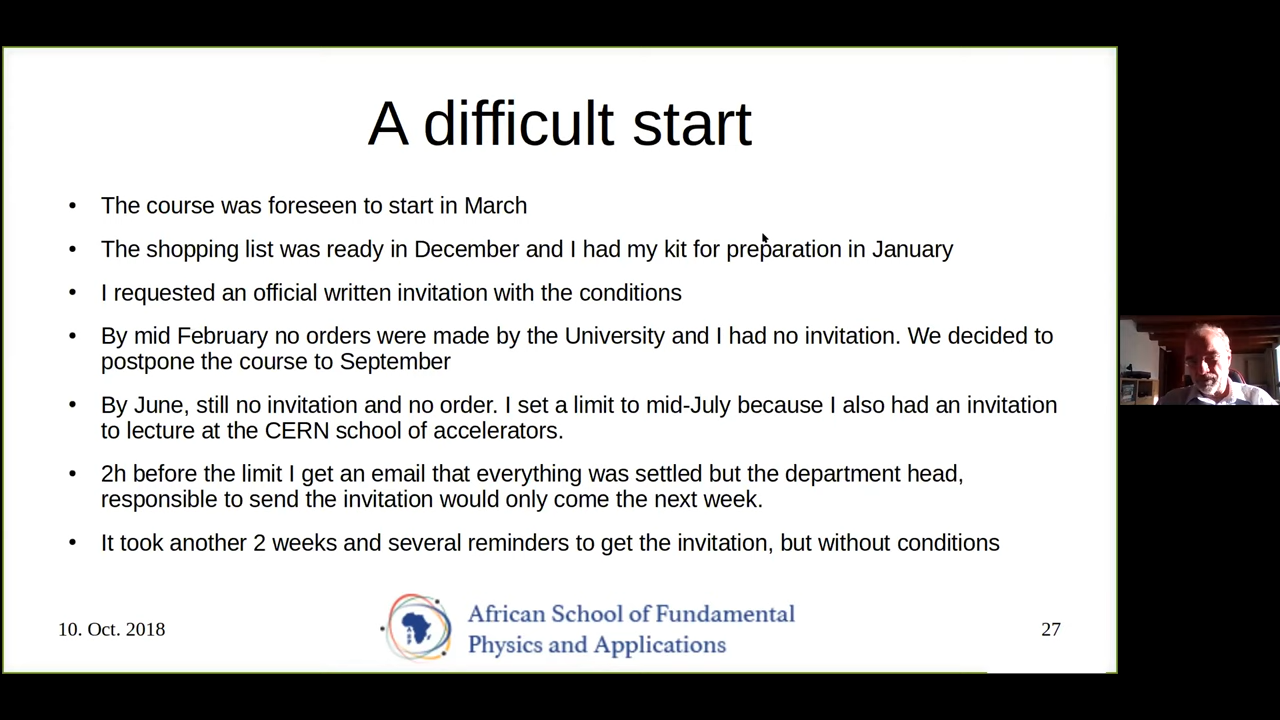 A difficult start
• The course was foreseen to start in March
• The shopping list was ready in December and I had my kit for preparation in January
• I requested an official written invitation with the conditions
• By mid February no orders were made by the University and I had no invitation. We decided to
postpone the course to September
• By June, still no invitation and no order. I set a limit to mid-July because I also had an invitation
to lecture at the CERN school of accelerators.
• 2h before the limit I get an email that everything was settled but the department head,
responsible to send the invitation would only come the next week.
• It took another 2 weeks and several reminders to get the invitation, but without conditions
10. Oct. 2018
African School of Fundamental
Physics and Applications
27